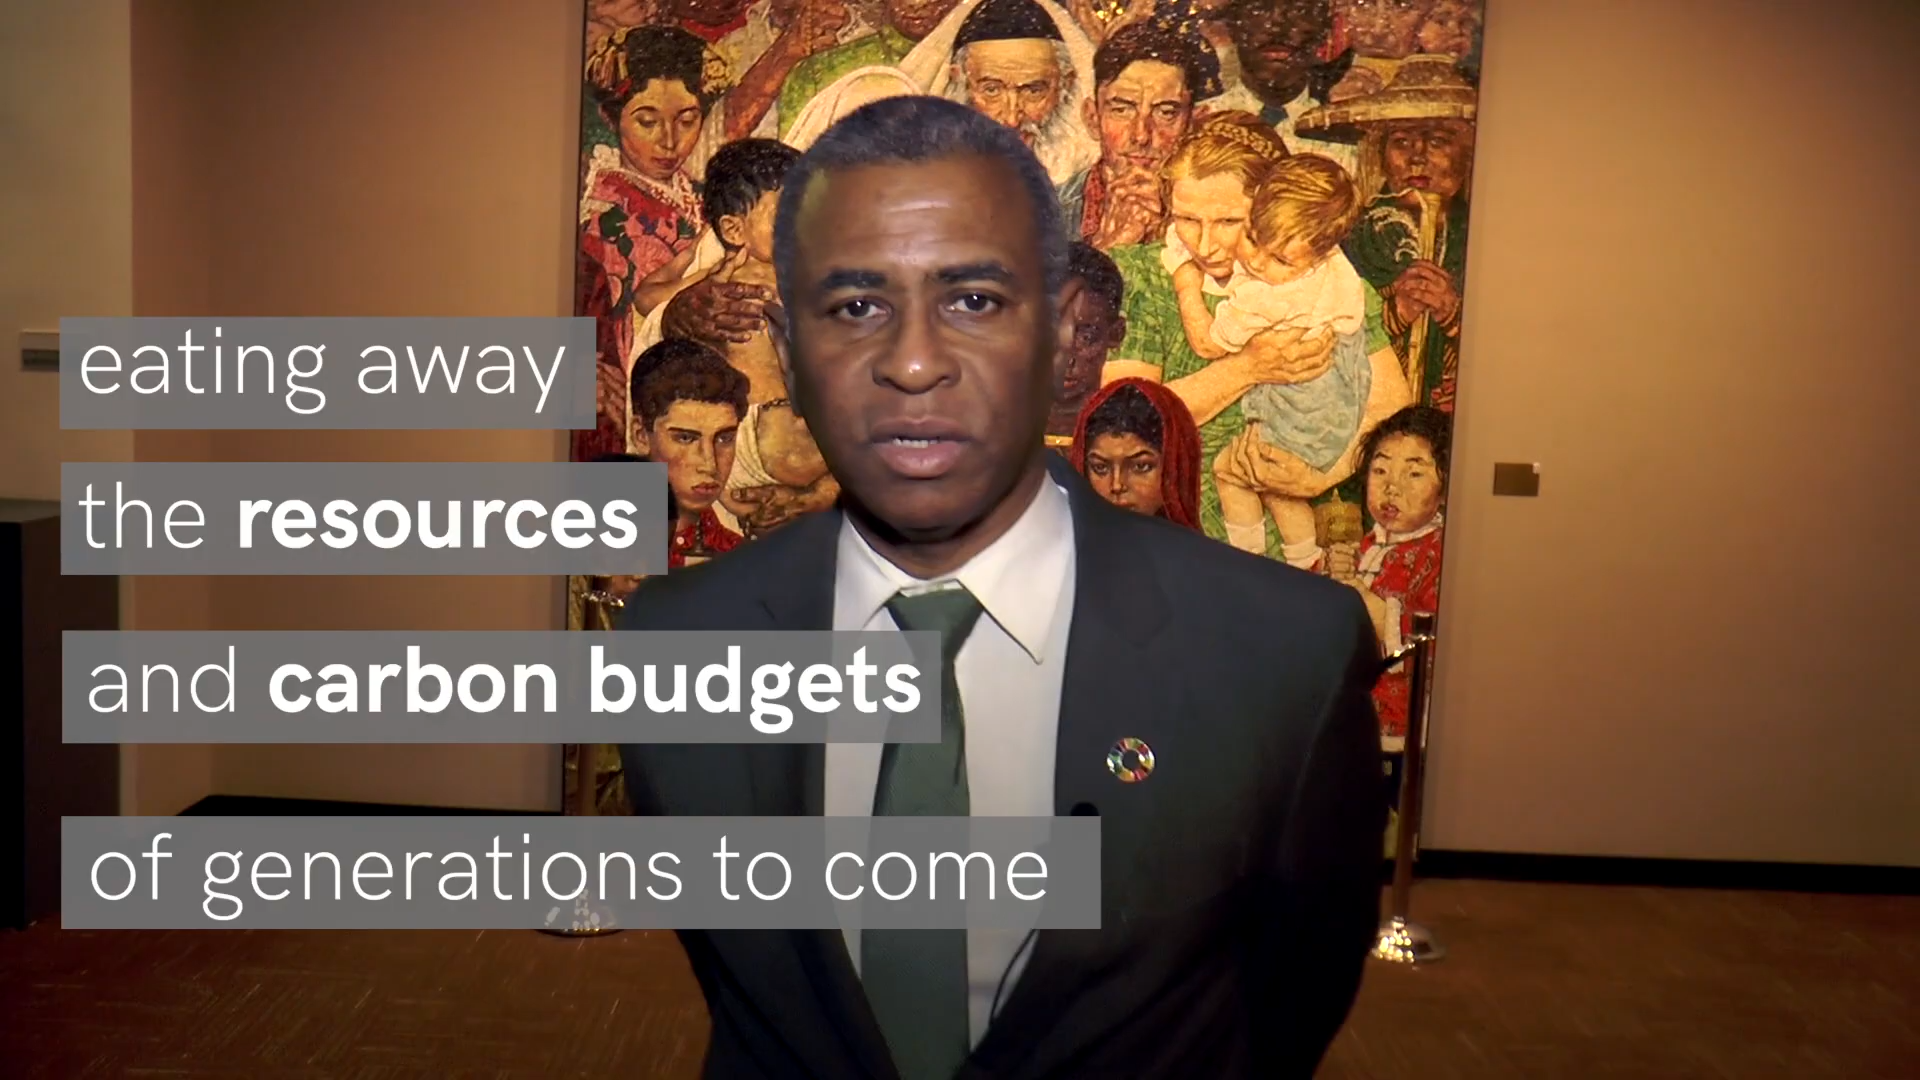 eating away
the resources
and carbon budgets
of generations to come